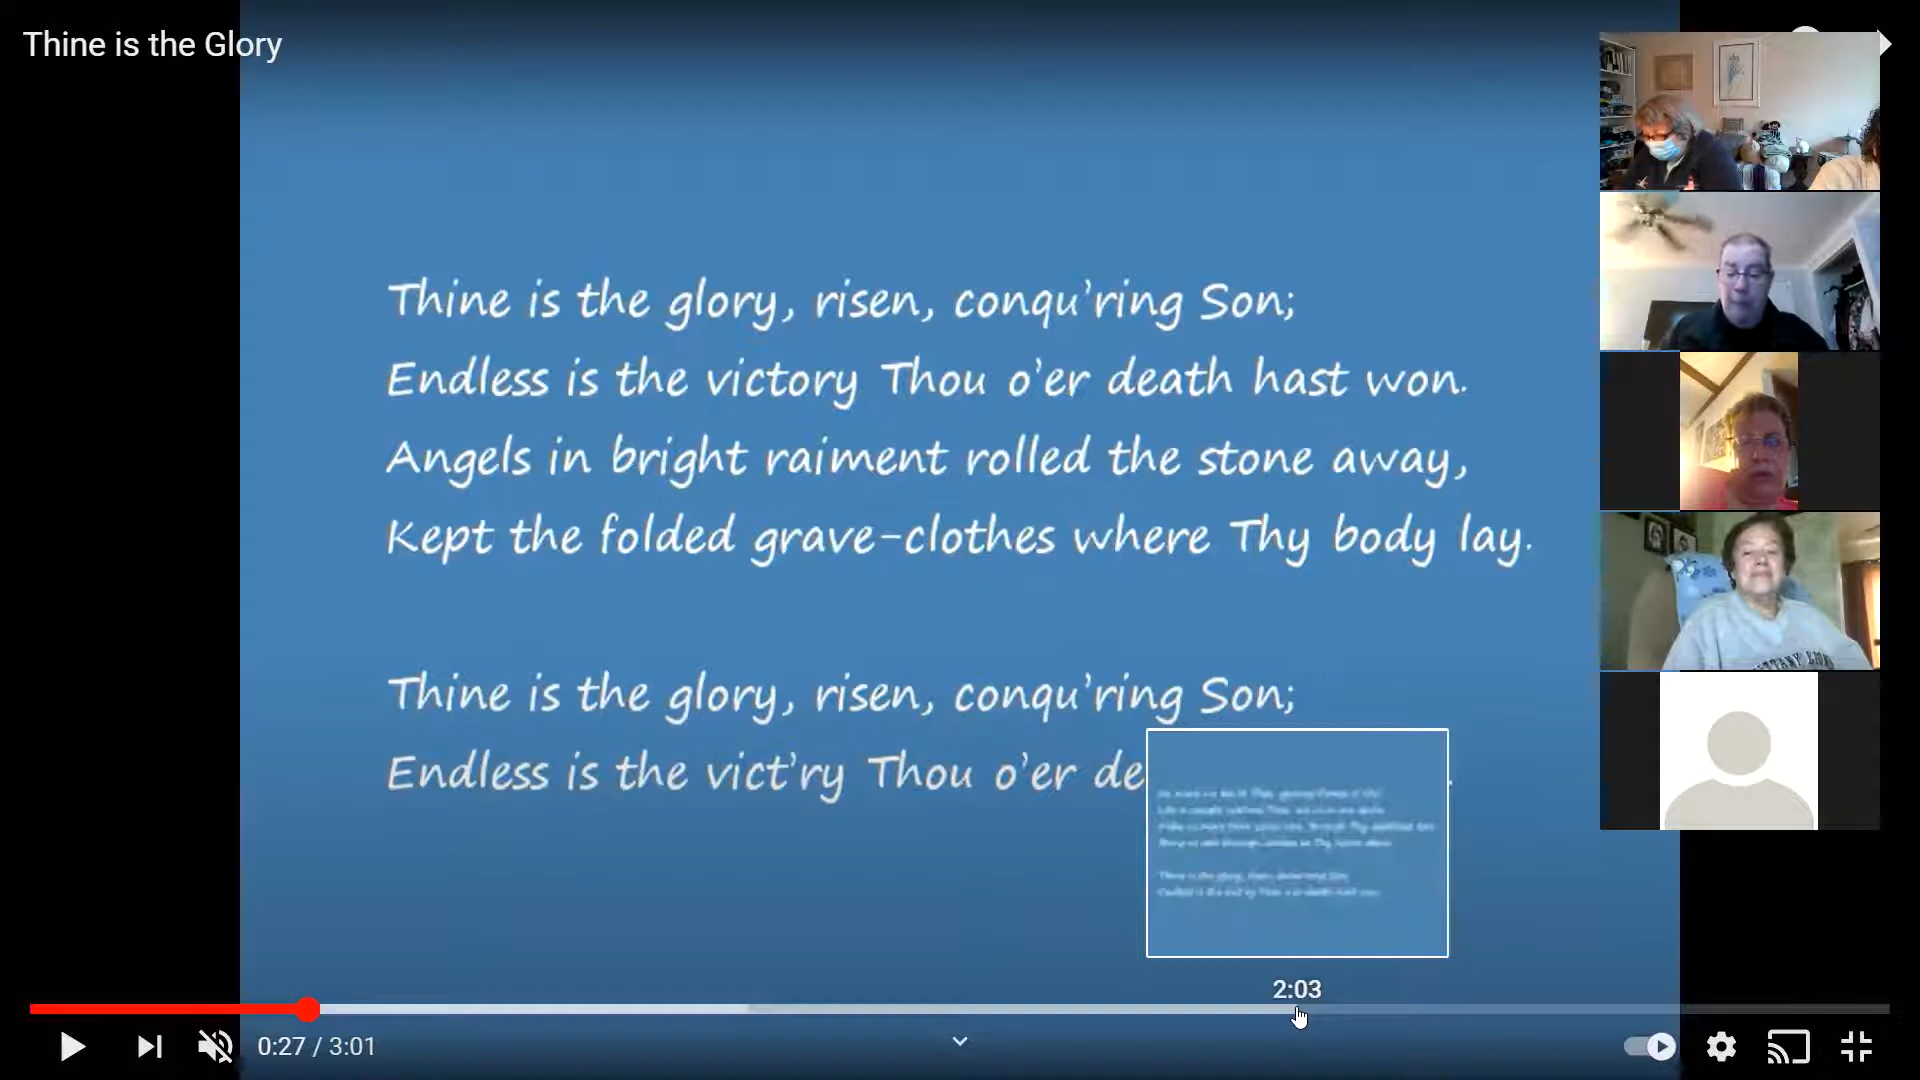 Thine is the Glory
Thine is the glory, risen, conqu'ring Son;
Endless is the victory Thou o'er death hast won.
Angels in bright raiment rolled the stone away,
Kept the folded grave-clothes where Thy body lay.
Thine is the glory, risen, conqu'ring Son;
Endless is the vict'ry Thou o'er de
2:03
0:27 / 3:01